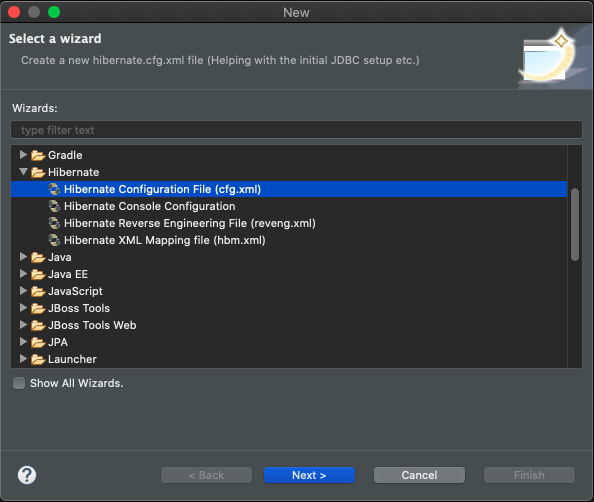 New
Select a wizard
Create a new hibernate.cfg.xml file (Helping with the initial JDBC setup etc.)
Wizards:
type filter text
Gradle
Hibernate
Hibernate Configuration File (cfg.xml)
Hibernate Console Configuration
Hibernate Reverse Engineering File (reveng.xml)
Hibernate XML Mapping file (hbm.xml)
Java
Java EE
JavaScript
JBoss Tools
JBoss Tools Web
JPA
Launcher
Show All Wizards.
? < Back Next > Cancel Finish